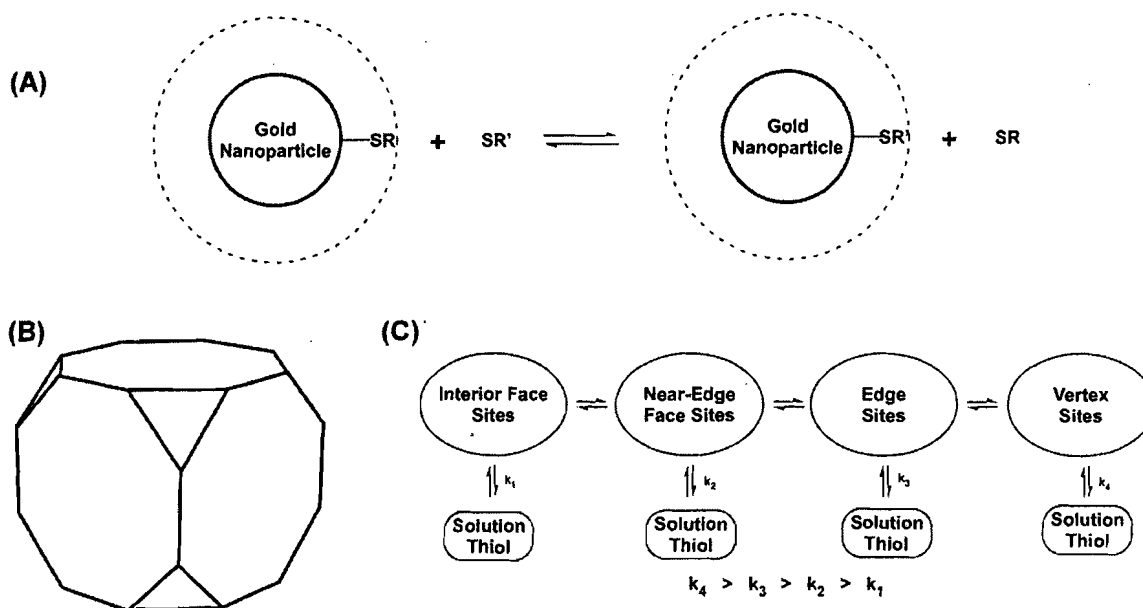 (A)
Gold
Nanoparticle
SR
+
SR'
Gold
Nanoparticle
SR'
+
SR
(B)
(C)
Interior Face
Sites
Near-Edge
Face Sites
Edge
Sites
Vertex
Sites
k₁
k₂
k₃
k₄
Solution
Thiol
Solution
Thiol
Solution
Thiol
Solution
Thiol
k₄ > k₃ > k₂ > k₁